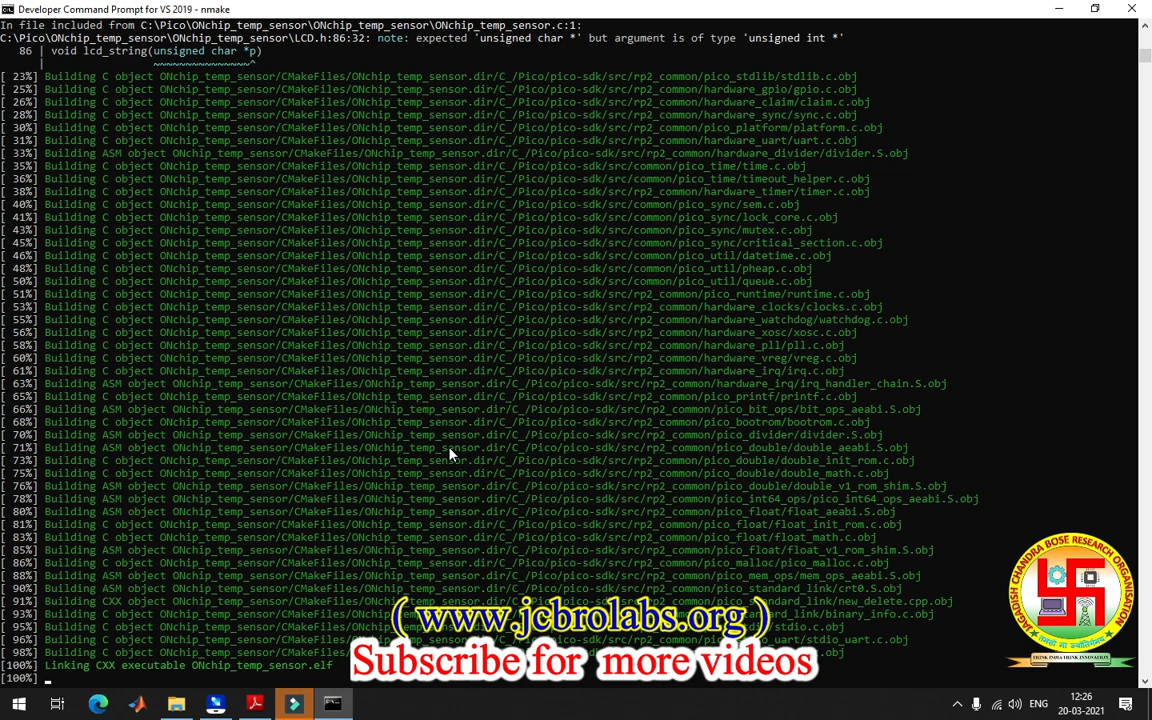 Developer Command Prompt for VS 2019 - nmake
In file included from C:\Pico\ONchip_temp_sensor\ONchip_temp_sensor\ONchip_temp_sensor.c:1:
C:\Pico\ONchip_temp_sensor\ONchip_temp_sensor\LCD.h:86:32: note: expected 'unsigned char *' but argument is of type 'unsigned int *'
86 | void lcd_string(unsigned char *p)
| ~~~~~~~~~~~~~~~^
[ 23%] Building C object ONchip_temp_sensor/CMakeFiles/ONchip_temp_sensor.dir/C_/Pico/pico-sdk/src/rp2_common/pico_stdlib/stdlib.c.obj
[ 25%] Building C object ONchip_temp_sensor/CMakeFiles/ONchip_temp_sensor.dir/C_/Pico/pico-sdk/src/rp2_common/hardware_gpio/gpio.c.obj
[ 26%] Building C object ONchip_temp_sensor/CMakeFiles/ONchip_temp_sensor.dir/C_/Pico/pico-sdk/src/rp2_common/hardware_claim/claim.c.obj
[ 28%] Building C object ONchip_temp_sensor/CMakeFiles/ONchip_temp_sensor.dir/C_/Pico/pico-sdk/src/rp2_common/hardware_sync/sync.c.obj
[ 30%] Building C object ONchip_temp_sensor/CMakeFiles/ONchip_temp_sensor.dir/C_/Pico/pico-sdk/src/rp2_common/pico_platform/platform.c.obj
[ 31%] Building C object ONchip_temp_sensor/CMakeFiles/ONchip_temp_sensor.dir/C_/Pico/pico-sdk/src/rp2_common/hardware_uart/uart.c.obj
[ 33%] Building ASM object ONchip_temp_sensor/CMakeFiles/ONchip_temp_sensor.dir/C_/Pico/pico-sdk/src/rp2_common/hardware_divider/divider.S.obj
[ 35%] Building C object ONchip_temp_sensor/CMakeFiles/ONchip_temp_sensor.dir/C_/Pico/pico-sdk/src/common/pico_time/time.c.obj
[ 36%] Building C object ONchip_temp_sensor/CMakeFiles/ONchip_temp_sensor.dir/C_/Pico/pico-sdk/src/common/pico_time/timeout_helper.c.obj
[ 38%] Building C object ONchip_temp_sensor/CMakeFiles/ONchip_temp_sensor.dir/C_/Pico/pico-sdk/src/rp2_common/hardware_timer/timer.c.obj
[ 40%] Building C object ONchip_temp_sensor/CMakeFiles/ONchip_temp_sensor.dir/C_/Pico/pico-sdk/src/common/pico_sync/sem.c.obj
[ 41%] Building C object ONchip_temp_sensor/CMakeFiles/ONchip_temp_sensor.dir/C_/Pico/pico-sdk/src/common/pico_sync/lock_core.c.obj
[ 43%] Building C object ONchip_temp_sensor/CMakeFiles/ONchip_temp_sensor.dir/C_/Pico/pico-sdk/src/common/pico_sync/mutex.c.obj
[ 45%] Building C object ONchip_temp_sensor/CMakeFiles/ONchip_temp_sensor.dir/C_/Pico/pico-sdk/src/common/pico_sync/critical_section.c.obj
[ 46%] Building C object ONchip_temp_sensor/CMakeFiles/ONchip_temp_sensor.dir/C_/Pico/pico-sdk/src/common/pico_util/datetime.c.obj
[ 48%] Building C object ONchip_temp_sensor/CMakeFiles/ONchip_temp_sensor.dir/C_/Pico/pico-sdk/src/common/pico_util/pheap.c.obj
[ 50%] Building C object ONchip_temp_sensor/CMakeFiles/ONchip_temp_sensor.dir/C_/Pico/pico-sdk/src/common/pico_util/queue.c.obj
[ 51%] Building C object ONchip_temp_sensor/CMakeFiles/ONchip_temp_sensor.dir/C_/Pico/pico-sdk/src/rp2_common/pico_runtime/runtime.c.obj
[ 53%] Building C object ONchip_temp_sensor/CMakeFiles/ONchip_temp_sensor.dir/C_/Pico/pico-sdk/src/rp2_common/hardware_clocks/clocks.c.obj
[ 55%] Building C object ONchip_temp_sensor/CMakeFiles/ONchip_temp_sensor.dir/C_/Pico/pico-sdk/src/rp2_common/hardware_watchdog/watchdog.c.obj
[ 56%] Building C object ONchip_temp_sensor/CMakeFiles/ONchip_temp_sensor.dir/C_/Pico/pico-sdk/src/rp2_common/hardware_xosc/xosc.c.obj
[ 58%] Building C object ONchip_temp_sensor/CMakeFiles/ONchip_temp_sensor.dir/C_/Pico/pico-sdk/src/rp2_common/hardware_pll/pll.c.obj
[ 60%] Building C object ONchip_temp_sensor/CMakeFiles/ONchip_temp_sensor.dir/C_/Pico/pico-sdk/src/rp2_common/hardware_vreg/vreg.c.obj
[ 61%] Building C object ONchip_temp_sensor/CMakeFiles/ONchip_temp_sensor.dir/C_/Pico/pico-sdk/src/rp2_common/hardware_irq/irq.c.obj
[ 63%] Building ASM object ONchip_temp_sensor/CMakeFiles/ONchip_temp_sensor.dir/C_/Pico/pico-sdk/src/rp2_common/hardware_irq/irq_handler_chain.S.obj
[ 65%] Building C object ONchip_temp_sensor/CMakeFiles/ONchip_temp_sensor.dir/C_/Pico/pico-sdk/src/rp2_common/pico_printf/printf.c.obj
[ 66%] Building ASM object ONchip_temp_sensor/CMakeFiles/ONchip_temp_sensor.dir/C_/Pico/pico-sdk/src/rp2_common/pico_bit_ops/bit_ops_aeabi.S.obj
[ 68%] Building C object ONchip_temp_sensor/CMakeFiles/ONchip_temp_sensor.dir/C_/Pico/pico-sdk/src/rp2_common/pico_bootrom/bootrom.c.obj
[ 70%] Building ASM object ONchip_temp_sensor/CMakeFiles/ONchip_temp_sensor.dir/C_/Pico/pico-sdk/src/rp2_common/pico_divider/divider.S.obj
[ 71%] Building ASM object ONchip_temp_sensor/CMakeFiles/ONchip_temp_sensor.dir/C_/Pico/pico-sdk/src/rp2_common/pico_double/double_aeabi.S.obj
[ 73%] Building C object ONchip_temp_sensor/CMakeFiles/ONchip_temp_sensor.dir/C_/Pico/pico-sdk/src/rp2_common/pico_double/double_init_rom.c.obj
[ 75%] Building C object ONchip_temp_sensor/CMakeFiles/ONchip_temp_sensor.dir/C_/Pico/pico-sdk/src/rp2_common/pico_double/double_math.c.obj
[ 76%] Building ASM object ONchip_temp_sensor/CMakeFiles/ONchip_temp_sensor.dir/C_/Pico/pico-sdk/src/rp2_common/pico_double/double_v1_rom_shim.S.obj
[ 78%] Building ASM object ONchip_temp_sensor/CMakeFiles/ONchip_temp_sensor.dir/C_/Pico/pico-sdk/src/rp2_common/pico_int64_ops/pico_int64_ops_aeabi.S.obj
[ 80%] Building ASM object ONchip_temp_sensor/CMakeFiles/ONchip_temp_sensor.dir/C_/Pico/pico-sdk/src/rp2_common/pico_float/float_aeabi.S.obj
[ 81%] Building C object ONchip_temp_sensor/CMakeFiles/ONchip_temp_sensor.dir/C_/Pico/pico-sdk/src/rp2_common/pico_float/float_init_rom.c.obj
[ 83%] Building C object ONchip_temp_sensor/CMakeFiles/ONchip_temp_sensor.dir/C_/Pico/pico-sdk/src/rp2_common/pico_float/float_math.c.obj
[ 85%] Building ASM object ONchip_temp_sensor/CMakeFiles/ONchip_temp_sensor.dir/C_/Pico/pico-sdk/src/rp2_common/pico_float/float_v1_rom_shim.S.obj
[ 86%] Building C object ONchip_temp_sensor/CMakeFiles/ONchip_temp_sensor.dir/C_/Pico/pico-sdk/src/rp2_common/pico_malloc/pico_malloc.c.obj
[ 88%] Building ASM object ONchip_temp_sensor/CMakeFiles/ONchip_temp_sensor.dir/C_/Pico/pico-sdk/src/rp2_common/pico_mem_ops/mem_ops_aeabi.S.obj
[ 90%] Building ASM object ONchip_temp_sensor/CMakeFiles/ONchip_temp_sensor.dir/C_/Pico/pico-sdk/src/rp2_common/pico_standard_link/crt0.S.obj
[ 91%] Building CXX object ONchip_temp_sensor/CMakeFiles/ONchip_ standard_link/new_delete.cpp.obj
[ 93%] Building C object ONchip_temp_sensor/CMakeFiles/ONchip_ _link/binary_info.c.obj
[ 95%] Building C object ONchip_temp_sensor/CMakeFiles/ONchip_ stdio.c.obj
[ 96%] Building C object ONchip_temp_sensor/CMakeFiles/ONchip_ _uart/stdio_uart.c.obj
[ 98%] Building C object ONchip_temp_sensor/CMakeFiles/
[100%] Linking CXX executable ONchip_temp_sensor.elf
[100%]
( www.jcbrolabs.org )
Subscribe for more videos
JAGDISH CHANDRA BOSE RESEARCH ORGANISATION
THINK INDIA THINK INNOVATION
ENG
12:26
20-03-2021